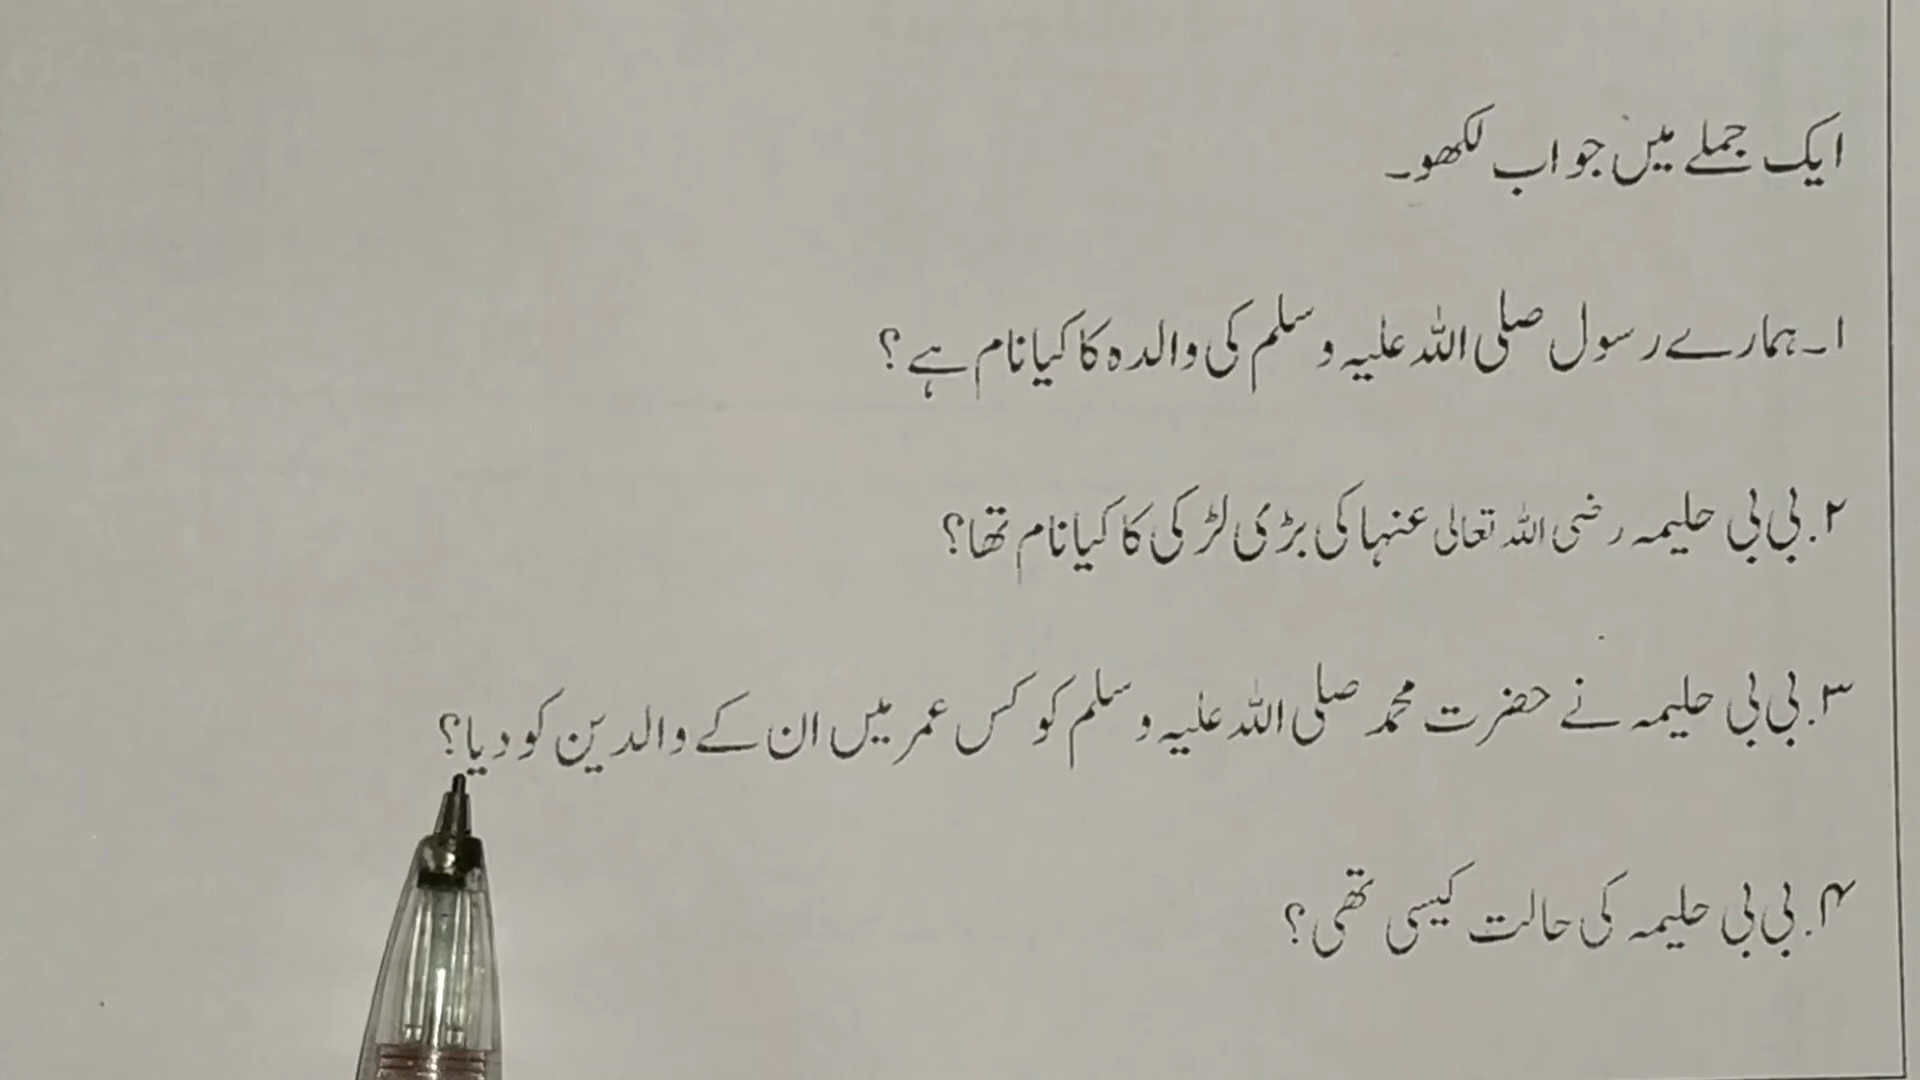 ایک جملے میں جواب لکھو۔
۱۔ہمارے رسول صلی اللہ علیہ وسلم کی والدہ کا کیا نام ہے؟
۲.بی بی حلیمہ رضی اللہ تعالی عنہا کی بڑی لڑکی کا کیا نام تھا؟
۳.بی بی حلیمہ نے حضرت محمد صلی اللہ علیہ وسلم کو کس عمر میں ان کے والدین کو دیا؟
۴.بی بی حلیمہ کی حالت کیسی تھی؟